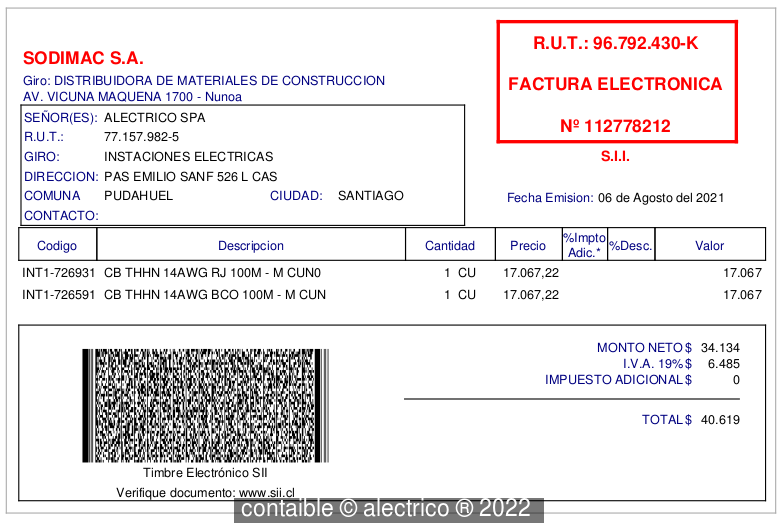 SODIMAC S.A.
Giro: DISTRIBUIDORA DE MATERIALES DE CONSTRUCCION
AV. VICUNA MAQUENA 1700 - Nunoa
R.U.T.: 96.792.430-K
FACTURA ELECTRONICA
Nº 112778212
S.I.I.
SEÑOR(ES): ALECTRICO SPA
R.U.T.: 77.157.982-5
GIRO: INSTACIONES ELECTRICAS
DIRECCION: PAS EMILIO SANF 526 L CAS
COMUNA PUDAHUEL CIUDAD: SANTIAGO
CONTACTO:
Fecha Emision: 06 de Agosto del 2021
Codigo Descripcion Cantidad Precio %Impto Adic.* %Desc. Valor
INT1-726931 CB THHN 14AWG RJ 100M - M CUN0 1 CU 17.067,22 17.067
INT1-726591 CB THHN 14AWG BCO 100M - M CUN 1 CU 17.067,22 17.067
MONTO NETO $ 34.134
I.V.A. 19% $ 6.485
IMPUESTO ADICIONAL $ 0
TOTAL $ 40.619
Timbre Electrónico SII
Verifique documento: www.sii.cl
contaible © alectrico ® 2022